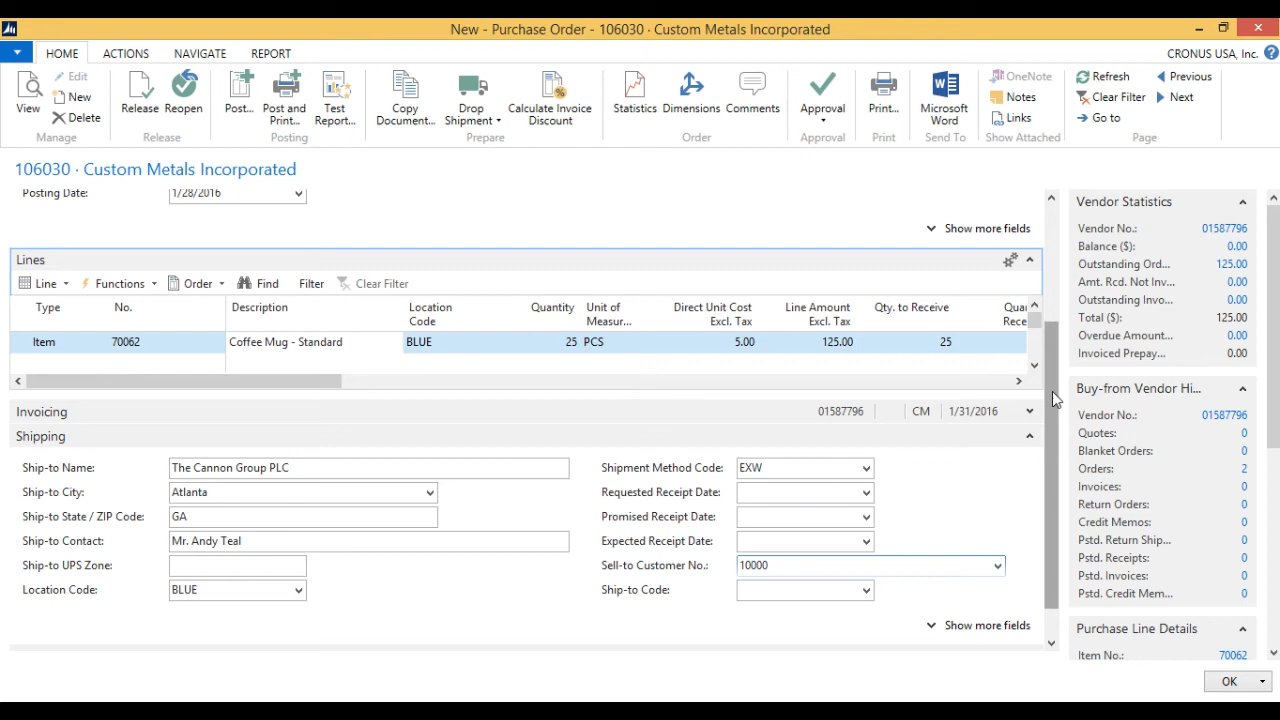 New - Purchase Order - 106030 · Custom Metals Incorporated
HOME ACTIONS NAVIGATE REPORT CRONUS USA, Inc.
View Edit New Delete
Manage
Release Reopen
Release
Post... Post and Print... Test Report...
Posting
Copy Document... Drop Shipment Calculate Invoice Discount
Prepare
Statistics Dimensions Comments
Order
Approval
Approval
Print...
Print
Microsoft Word
Send To
OneNote Notes Links
Show Attached
Refresh Clear Filter Go to Previous Next
Page
106030 · Custom Metals Incorporated
Posting Date: 1/28/2016
Show more fields
Lines
Line Functions Order Find Filter Clear Filter
Type No. Description Location Code Quantity Unit of Measur... Direct Unit Cost Excl. Tax Line Amount Excl. Tax Qty. to Receive Qua Rece
Item 70062 Coffee Mug - Standard BLUE 25 PCS 5.00 125.00 25
Invoicing 01587796 CM 1/31/2016
Shipping
Ship-to Name: The Cannon Group PLC Shipment Method Code: EXW
Ship-to City: Atlanta Requested Receipt Date:
Ship-to State / ZIP Code: GA Promised Receipt Date:
Ship-to Contact: Mr. Andy Teal Expected Receipt Date:
Ship-to UPS Zone: Sell-to Customer No.: 10000
Location Code: BLUE Ship-to Code:
Show more fields
Vendor Statistics
Vendor No.: 01587796
Balance ($): 0.00
Outstanding Ord... 125.00
Amt. Rcd. Not Inv... 0.00
Outstanding Invo... 0.00
Total ($): 125.00
Overdue Amount... 0.00
Invoiced Prepay... 0.00
Buy-from Vendor Hi...
Vendor No.: 01587796
Quotes: 0
Blanket Orders: 0
Orders: 2
Invoices: 0
Return Orders: 0
Credit Memos: 0
Pstd. Return Ship... 0
Pstd. Receipts: 0
Pstd. Invoices: 0
Pstd. Credit Mem... 0
Purchase Line Details
Item No.: 70062
OK